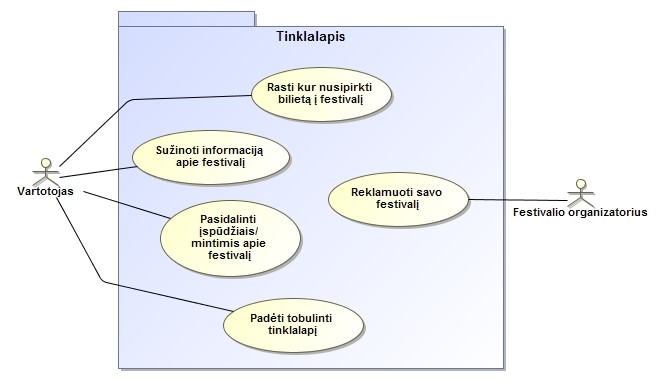 Tinklalapis
Rasti kur nusipirkti
bilietą į festivalį
Sužinoti informaciją
apie festivalį
Vartotojas
Reklamuoti savo
festivalį
Festivalio organizatorius
Pasidalinti
įspūdžiais/
mintimis apie
festivalį
Padėti tobulinti
tinklalapį